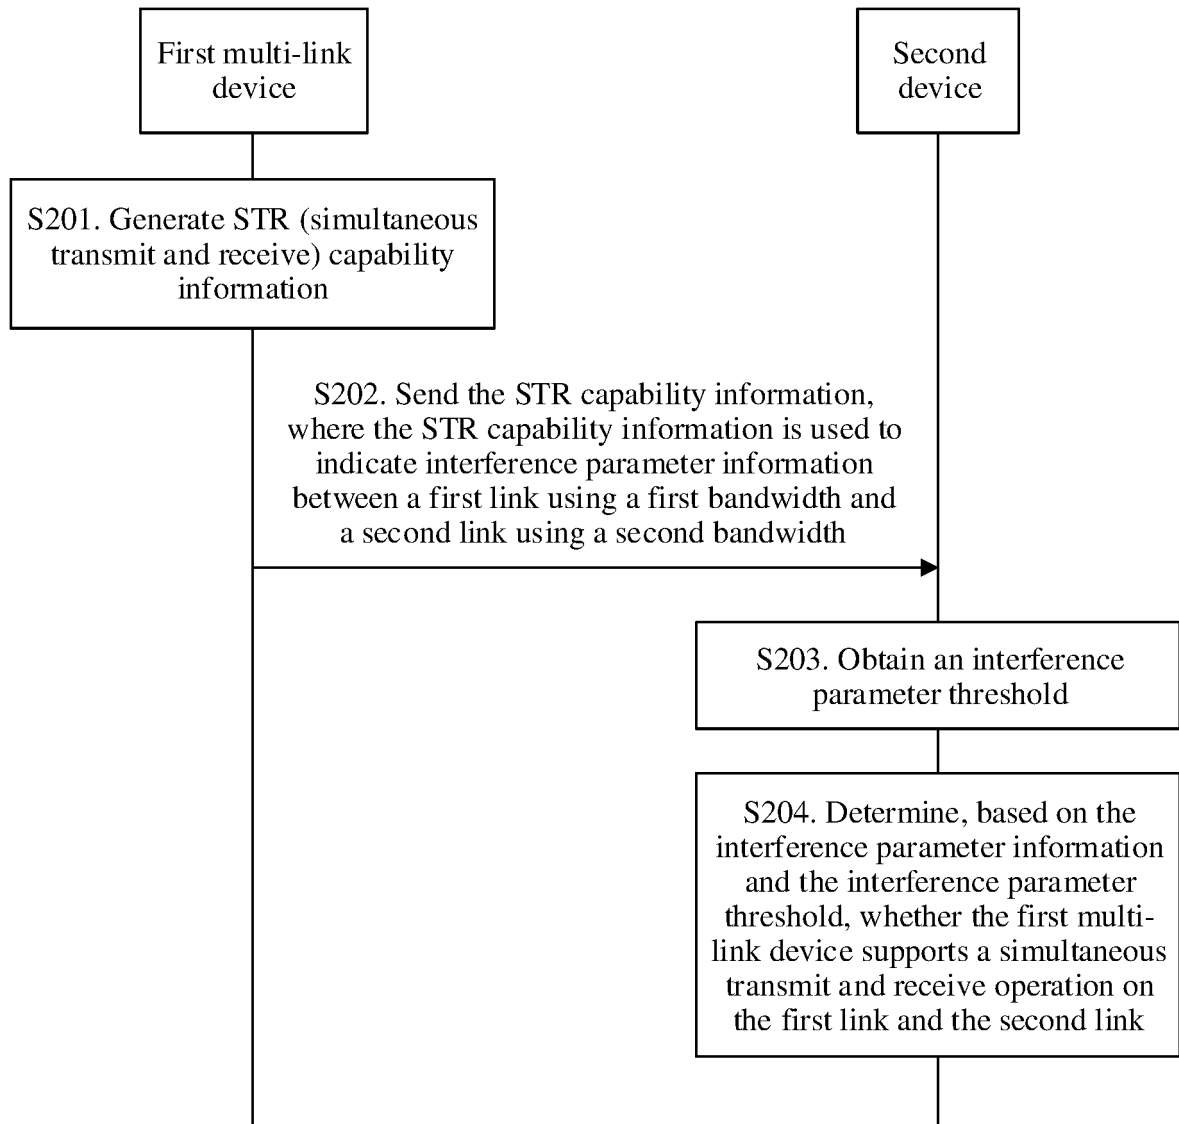 First multi-link
device
Second
device
S201. Generate STR (simultaneous
transmit and receive) capability
information
S202. Send the STR capability information,
where the STR capability information is used to
indicate interference parameter information
between a first link using a first bandwidth and
a second link using a second bandwidth
S203. Obtain an interference
parameter threshold
S204. Determine, based on the
interference parameter information
and the interference parameter
threshold, whether the first multi-
link device supports a simultaneous
transmit and receive operation on
the first link and the second link